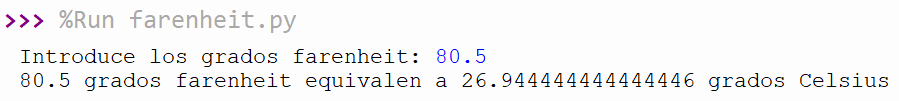 >>> %Run farenheit.py
Introduce los grados farenheit: 80.5
80.5 grados farenheit equivalen a 26.944444444444446 grados Celsius